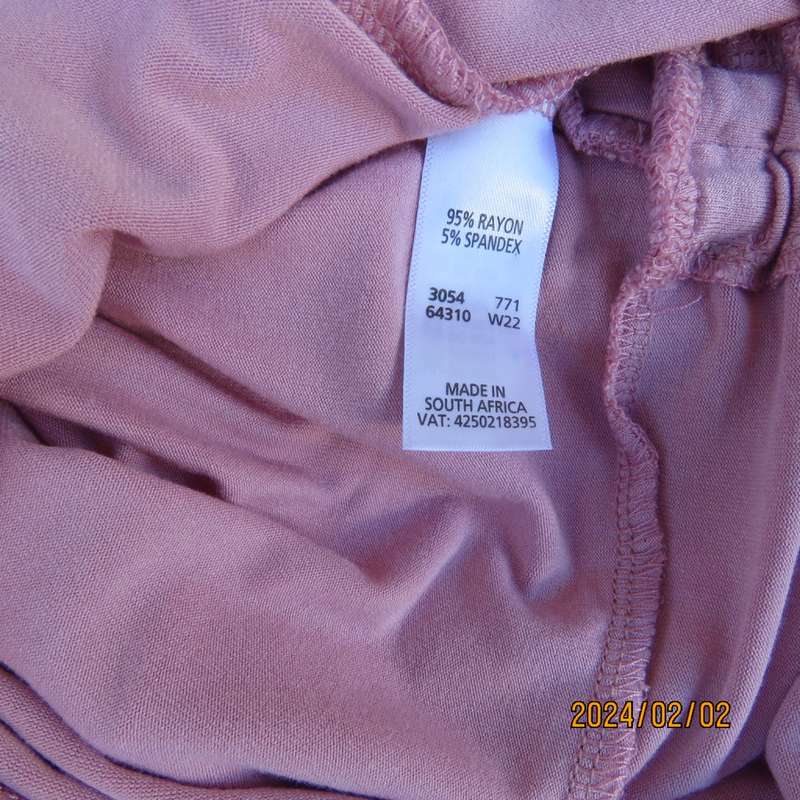 95% RAYON
5% SPANDEX
3054 771
64310 W22
MADE IN
SOUTH AFRICA
VAT: 4250218395
2024/02/02